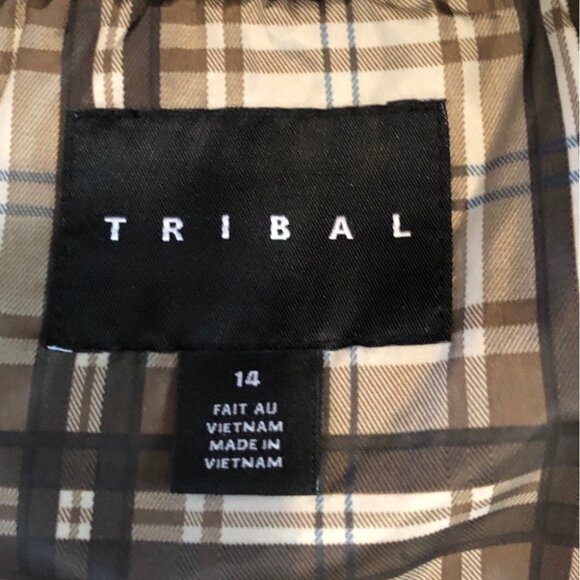 TRIBAL
14
FAIT AU
VIETNAM
MADE IN
VIETNAM